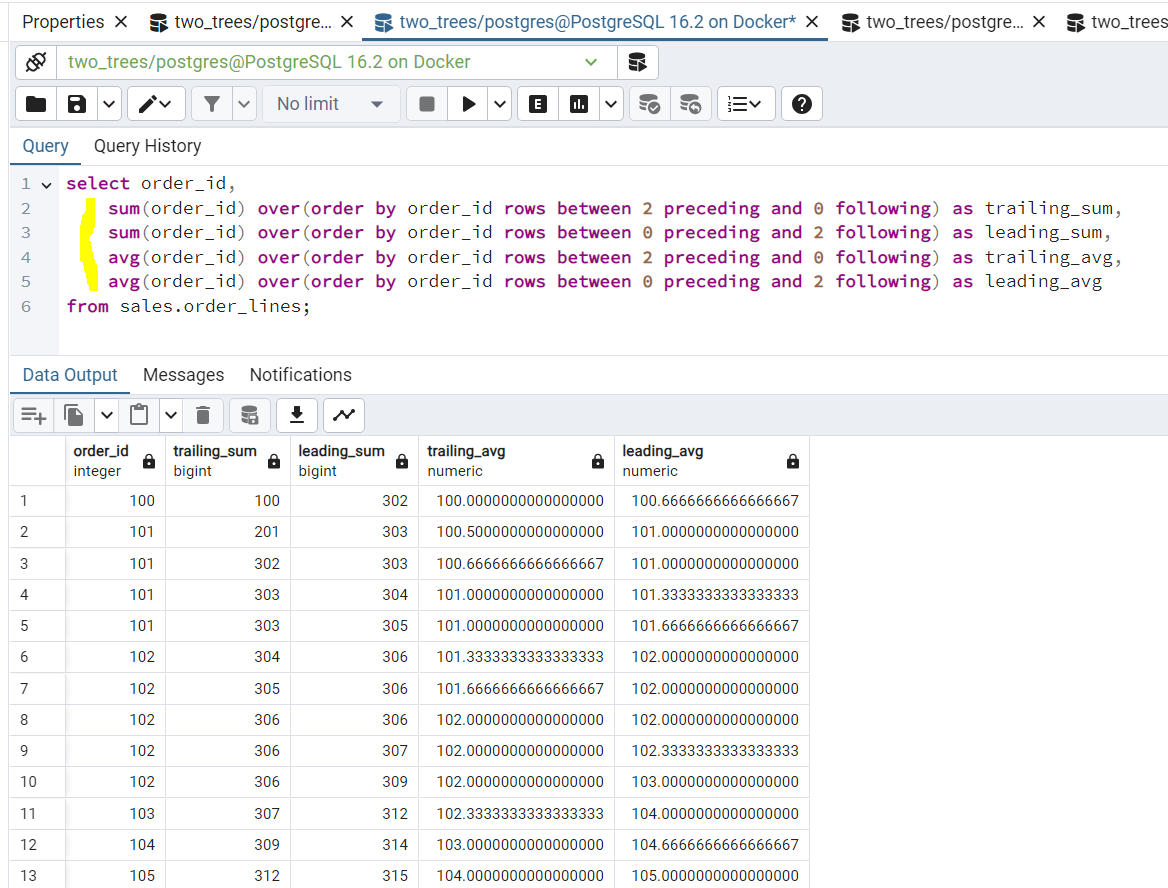 Properties
two_trees/postgre...
two_trees/postgres@PostgreSQL 16.2 on Docker*
two_trees/postgre...
two_trees
two_trees/postgres@PostgreSQL 16.2 on Docker
No limit
E
Query Query History
1 select order_id,
2 sum(order_id) over(order by order_id rows between 2 preceding and 0 following) as trailing_sum,
3 sum(order_id) over(order by order_id rows between 0 preceding and 2 following) as leading_sum,
4 avg(order_id) over(order by order_id rows between 2 preceding and 0 following) as trailing_avg,
5 avg(order_id) over(order by order_id rows between 0 preceding and 2 following) as leading_avg
6 from sales.order_lines;
Data Output Messages Notifications
order_id trailing_sum leading_sum trailing_avg leading_avg
integer bigint bigint numeric numeric
1 100 100 302 100.0000000000000000 100.6666666666666667
2 101 201 303 100.5000000000000000 101.0000000000000000
3 101 302 303 100.6666666666666667 101.0000000000000000
4 101 303 304 101.0000000000000000 101.3333333333333333
5 101 303 305 101.0000000000000000 101.6666666666666667
6 102 304 306 101.3333333333333333 102.0000000000000000
7 102 305 306 101.6666666666666667 102.0000000000000000
8 102 306 306 102.0000000000000000 102.0000000000000000
9 102 306 307 102.0000000000000000 102.3333333333333333
10 102 306 309 102.0000000000000000 103.0000000000000000
11 103 307 312 102.3333333333333333 104.0000000000000000
12 104 309 314 103.0000000000000000 104.6666666666666667
13 105 312 315 104.0000000000000000 105.0000000000000000